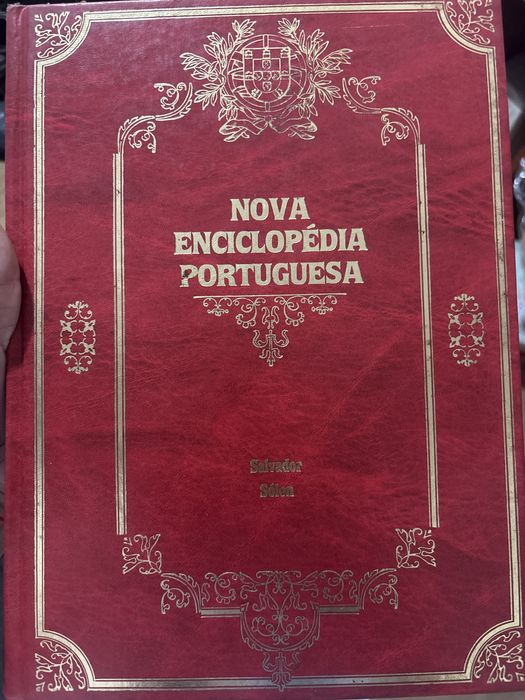 NOVA
ENCICLOPÉDIA
PORTUGUESA
Salvador
Sólon